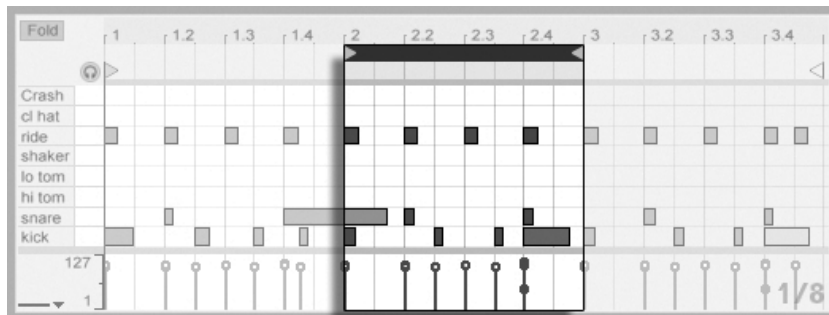 Fold
1 1.2 1.3 1.4 2 2.2 2.3 2.4 3 3.2 3.3 3.4
Crash
cl hat
ride
shaker
lo tom
hi tom
snare
kick
127
1
1/8